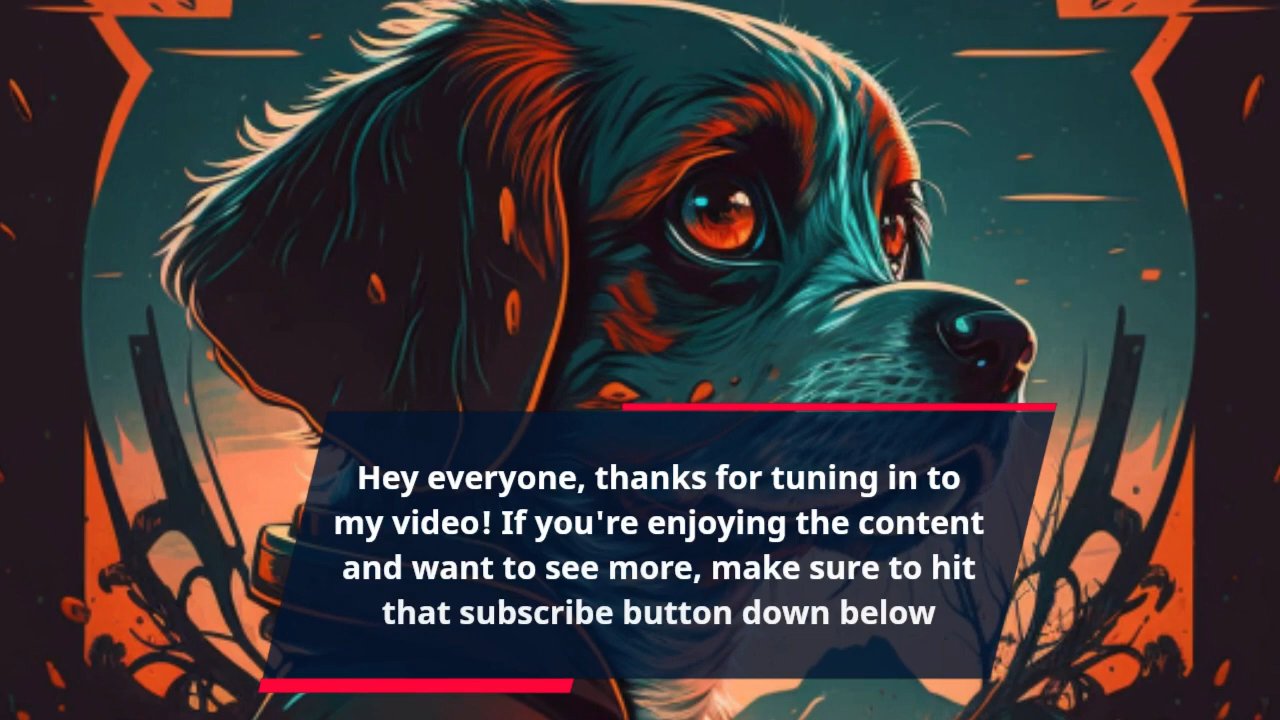 Hey everyone, thanks for tuning in to
my video! If you're enjoying the content
and want to see more, make sure to hit
that subscribe button down below